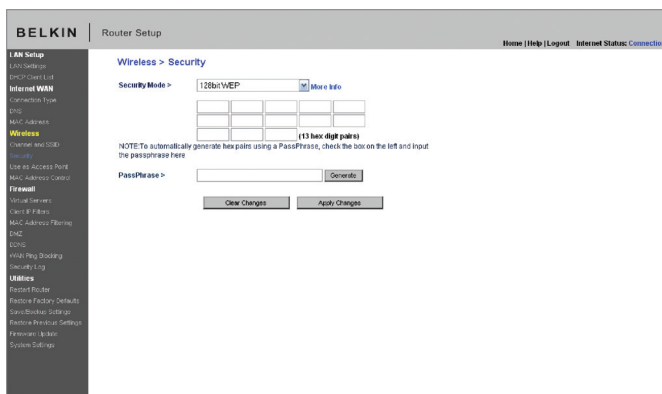 BELKIN
Router Setup
Home | Help | Logout Internet Status: Connection
LAN Setup
LAN Settings
DHCP Client List
Internet WAN
Connection Type
DNS
MAC Address
Wireless
Channel and SSID
Security
Use as Access Point
MAC Address Control
Firewall
Virtual Servers
Client IP Filters
MAC Address Filtering
DMZ
DDNS
WAN Ping Blocking
Security Log
Utilities
Restart Router
Restore Factory Defaults
Save/Backup Settings
Restore Previous Settings
Firmware Update
System Settings
Wireless > Security
Security Mode > 128bit WEP More Info
(13 hex digit pairs)
NOTE:To automatically generate hex pairs using a PassPhrase, check the box on the left and input
the passphrase here
PassPhrase > Generate
Clear Changes Apply Changes